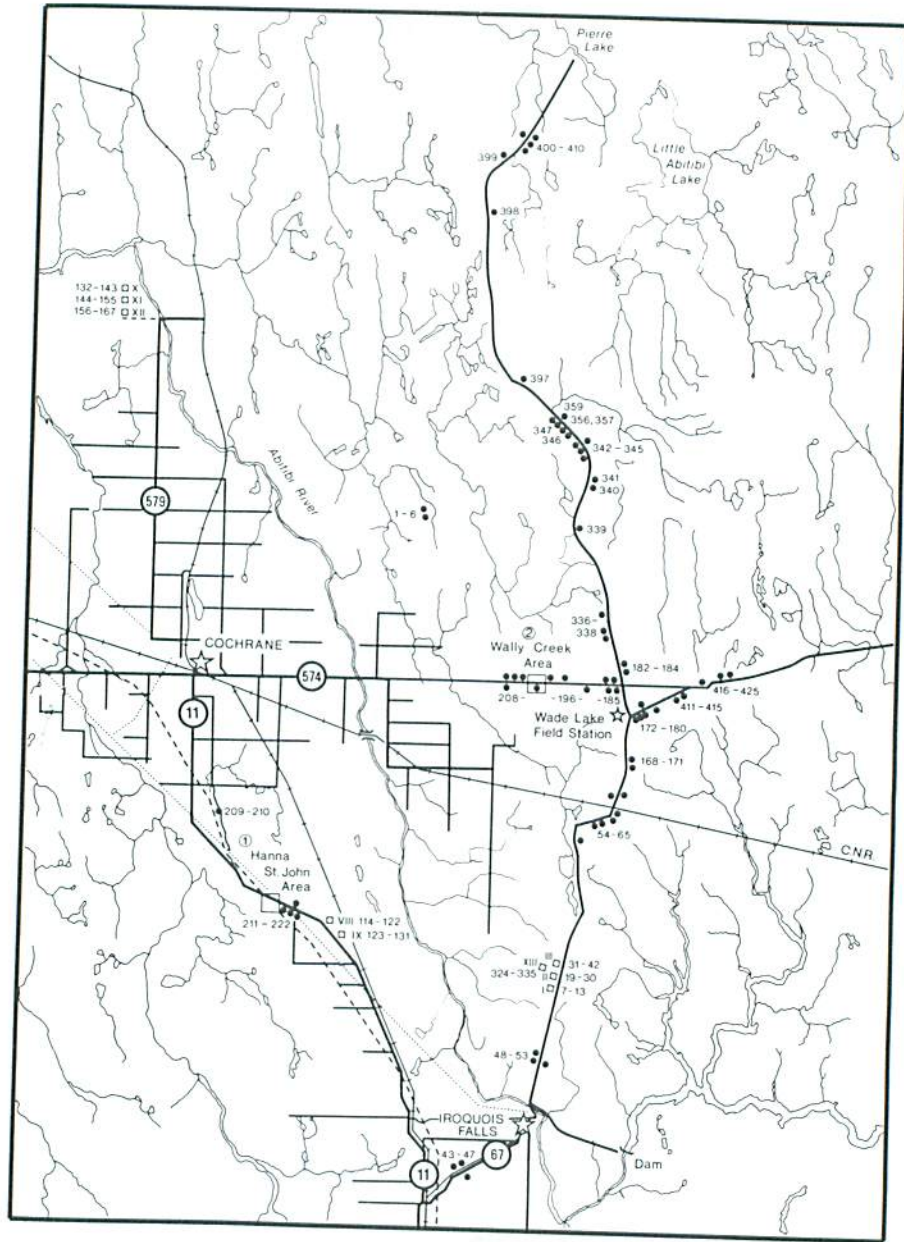 Pierre
Lake
399
400-410
Little
Abitibi
Lake
398
132-143 X
144-155 XI
156-167 XII
397
359
356, 357
347
346
342-345
341
340
579
Abitibi River
1-6
339
336-
338
②
Wally Creek
Area
COCHRANE
574
182-184
208-
-196-
-185
416-425
411-415
Wade Lake
Field Station
172-180
11
168-171
209-210
54-65
①
Hanna
St. John
Area
CNR
211-222
VIII 114-122
IX 123-131
XIII
III
31-42
324-335
II
19-30
I
7-13
48-53
IROQUOIS
FALLS
67
43-47
11
Dam